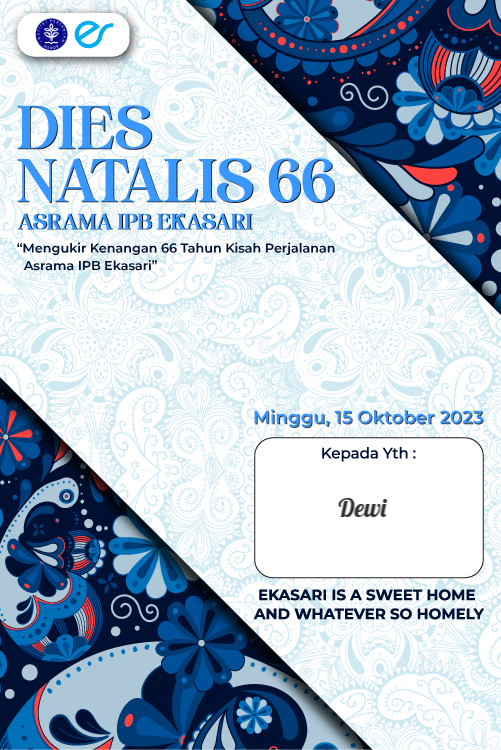 DIES
NATALIS 66
ASRAMA IPB EKASARI
“Mengukir Kenangan 66 Tahun Kisah Perjalanan
Asrama IPB Ekasari”
Minggu, 15 Oktober 2023
Kepada Yth :
Dewi
EKASARI IS A SWEET HOME
AND WHATEVER SO HOMELY